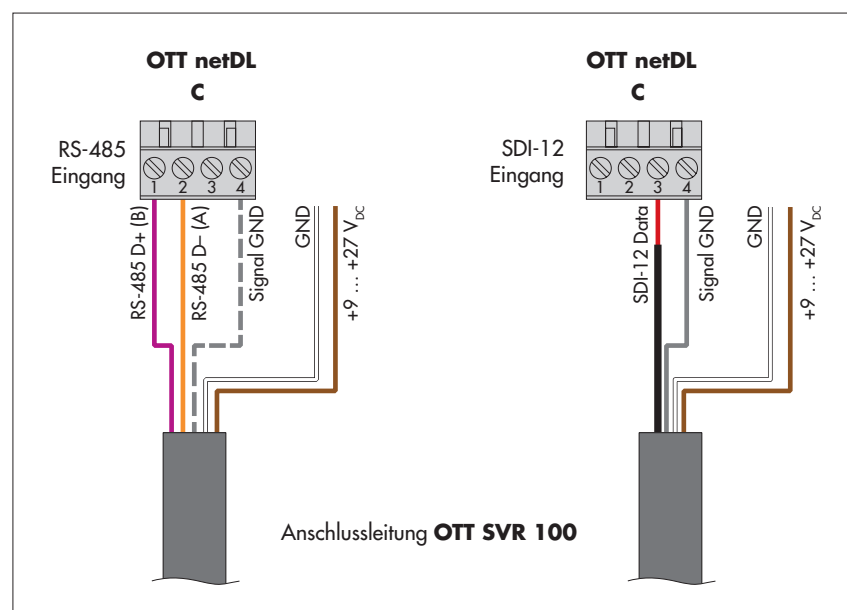 OTT netDL
C
RS-485
Eingang
1 2 3 4
RS-485 D+ (B)
RS-485 D– (A)
Signal GND
GND
+9 … +27 VDC
OTT netDL
C
SDI-12
Eingang
1 2 3 4
SDI-12 Data
Signal GND
GND
+9 … +27 VDC
Anschlussleitung OTT SVR 100